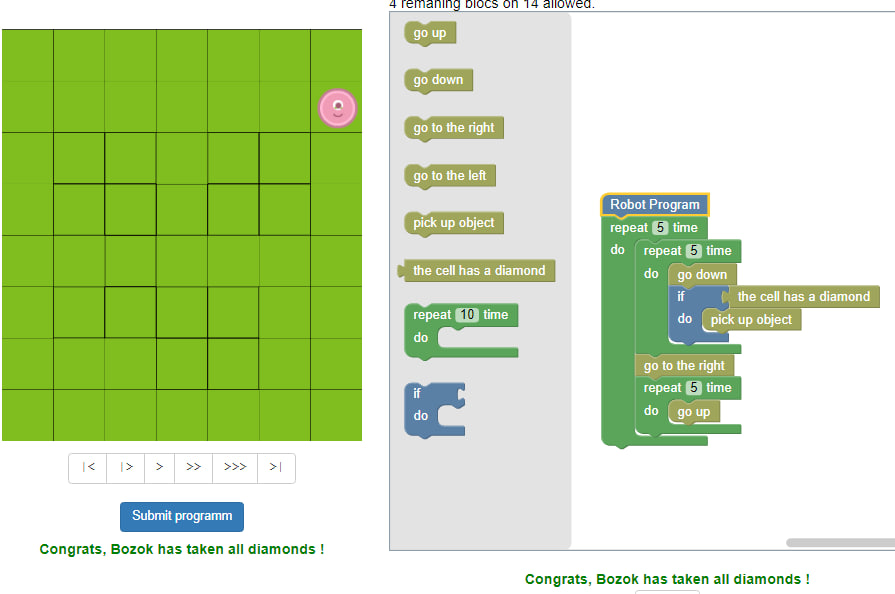 4 remaning blocs on 14 allowed.
go up
go down
go to the right
go to the left
pick up object
the cell has a diamond
repeat 10 time
do
if
do
Robot Program
repeat 5 time
do repeat 5 time
do go down
if the cell has a diamond
do pick up object
go to the right
repeat 5 time
do go up
|< |> > >> >>> >|
Submit programm
Congrats, Bozok has taken all diamonds !
Congrats, Bozok has taken all diamonds !